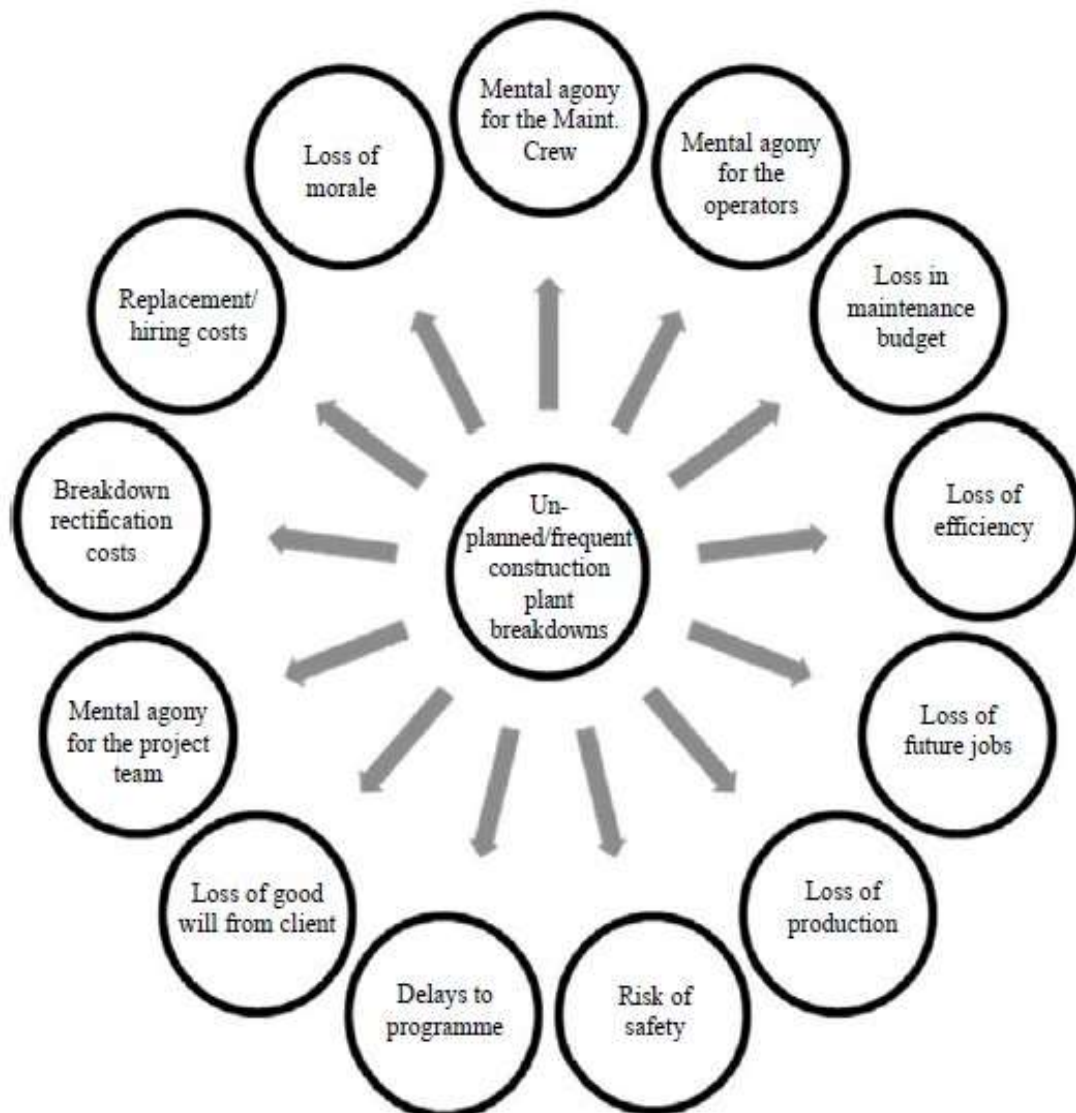 Mental agony
for the Maint.
Crew
Mental agony
for the
operators
Loss in
maintenance
budget
Loss of
efficiency
Loss of
future jobs
Loss of
production
Risk of
safety
Delays to
programme
Loss of good
will from client
Mental agony
for the project
team
Breakdown
rectification
costs
Replacement/
hiring costs
Loss of
morale
Un-
planned/frequent
construction
plant
breakdowns